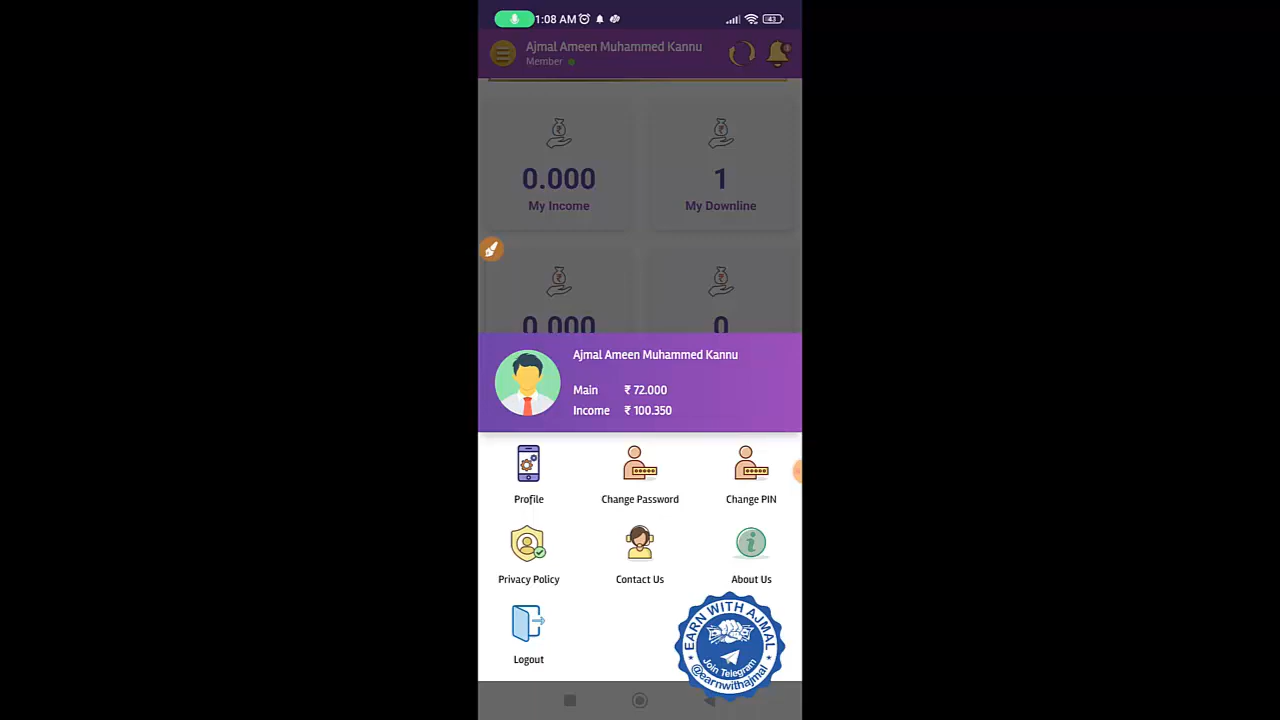 1:08 AM
43
Ajmal Ameen Muhammed Kannu
Member
0.000
1
My Income
My Downline
0.000
0
Ajmal Ameen Muhammed Kannu
Main ₹ 72.000
Income ₹ 100.350
Profile
Change Password
Change PIN
Privacy Policy
Contact Us
About Us
Logout
EARN WITH AJMAL
Join Telegram
@earnwithajmal